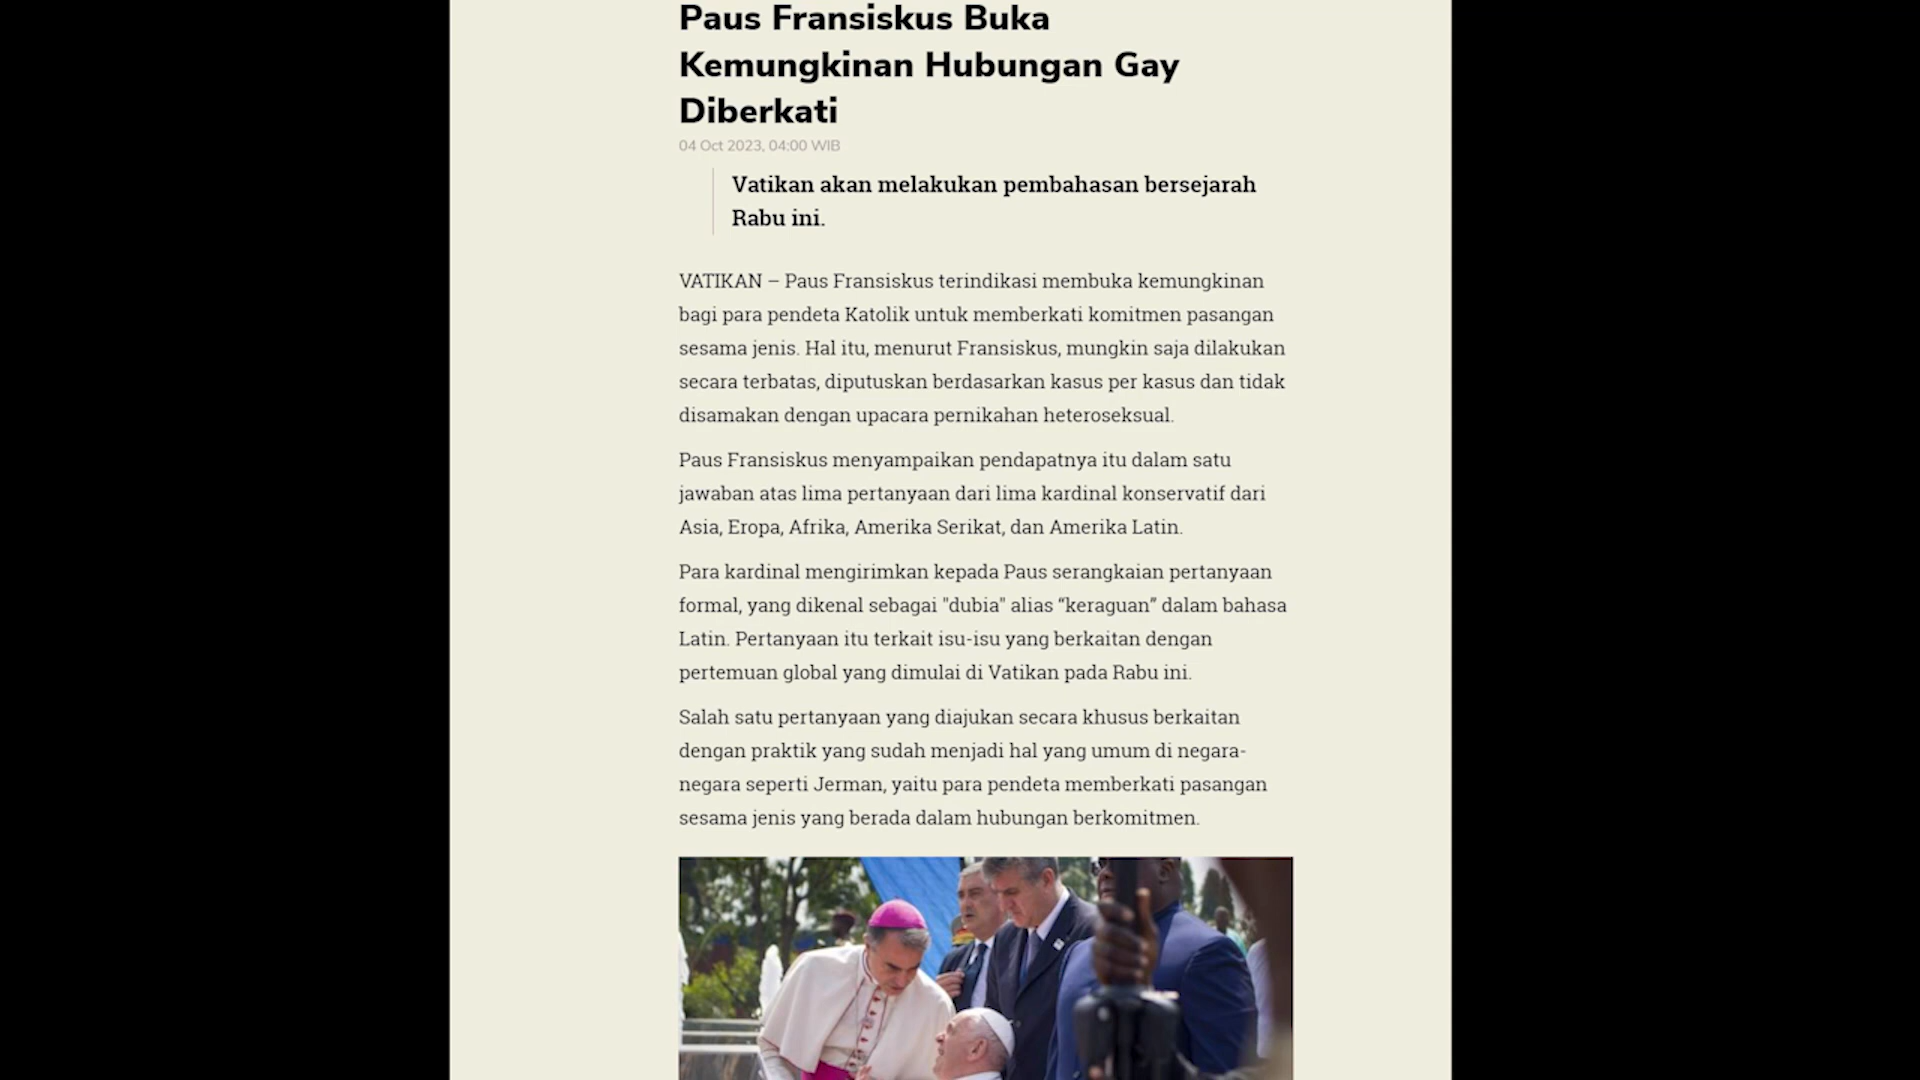 Paus Fransiskus Buka
Kemungkinan Hubungan Gay
Diberkati
04 Oct 2023, 04:00 WIB
Vatikan akan melakukan pembahasan bersejarah
Rabu ini.
VATIKAN – Paus Fransiskus terindikasi membuka kemungkinan
bagi para pendeta Katolik untuk memberkati komitmen pasangan
sesama jenis. Hal itu, menurut Fransiskus, mungkin saja dilakukan
secara terbatas, diputuskan berdasarkan kasus per kasus dan tidak
disamakan dengan upacara pernikahan heteroseksual.
Paus Fransiskus menyampaikan pendapatnya itu dalam satu
jawaban atas lima pertanyaan dari lima kardinal konservatif dari
Asia, Eropa, Afrika, Amerika Serikat, dan Amerika Latin.
Para kardinal mengirimkan kepada Paus serangkaian pertanyaan
formal, yang dikenal sebagai "dubia" alias “keraguan” dalam bahasa
Latin. Pertanyaan itu terkait isu-isu yang berkaitan dengan
pertemuan global yang dimulai di Vatikan pada Rabu ini.
Salah satu pertanyaan yang diajukan secara khusus berkaitan
dengan praktik yang sudah menjadi hal yang umum di negara-
negara seperti Jerman, yaitu para pendeta memberkati pasangan
sesama jenis yang berada dalam hubungan berkomitmen.